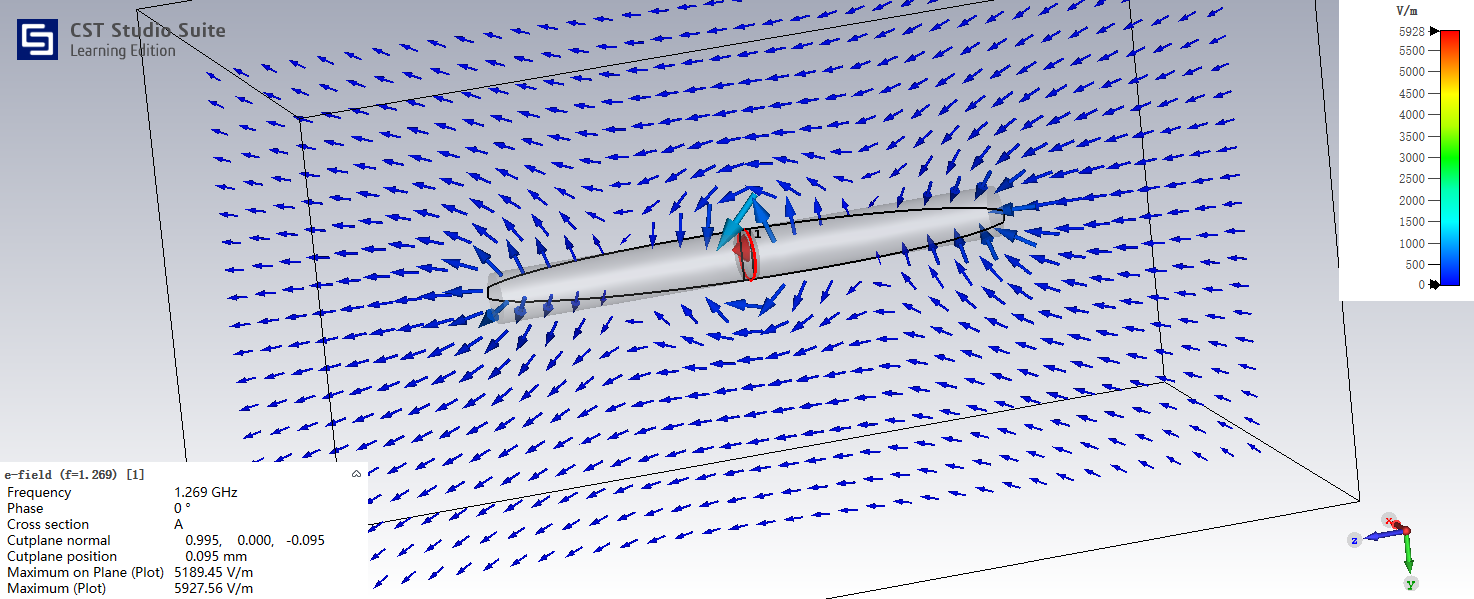 CST Studio Suite
Learning Edition
V/m
5928
5500
5000
4500
4000
3500
3000
2500
2000
1500
1000
500
0
1
e-field (f=1.269) [1]
Frequency 1.269 GHz
Phase 0 °
Cross section A
Cutplane normal 0.995, 0.000, -0.095
Cutplane position 0.095 mm
Maximum on Plane (Plot) 5189.45 V/m
Maximum (Plot) 5927.56 V/m
x
z
y